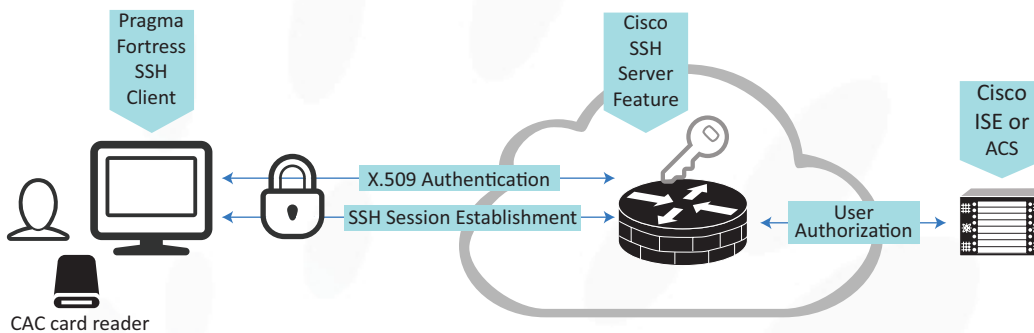 Pragma
Fortress
SSH
Client
Cisco
SSH
Server
Feature
Cisco
ISE or
ACS
X.509 Authentication
SSH Session Establishment
User
Authorization
CAC card reader